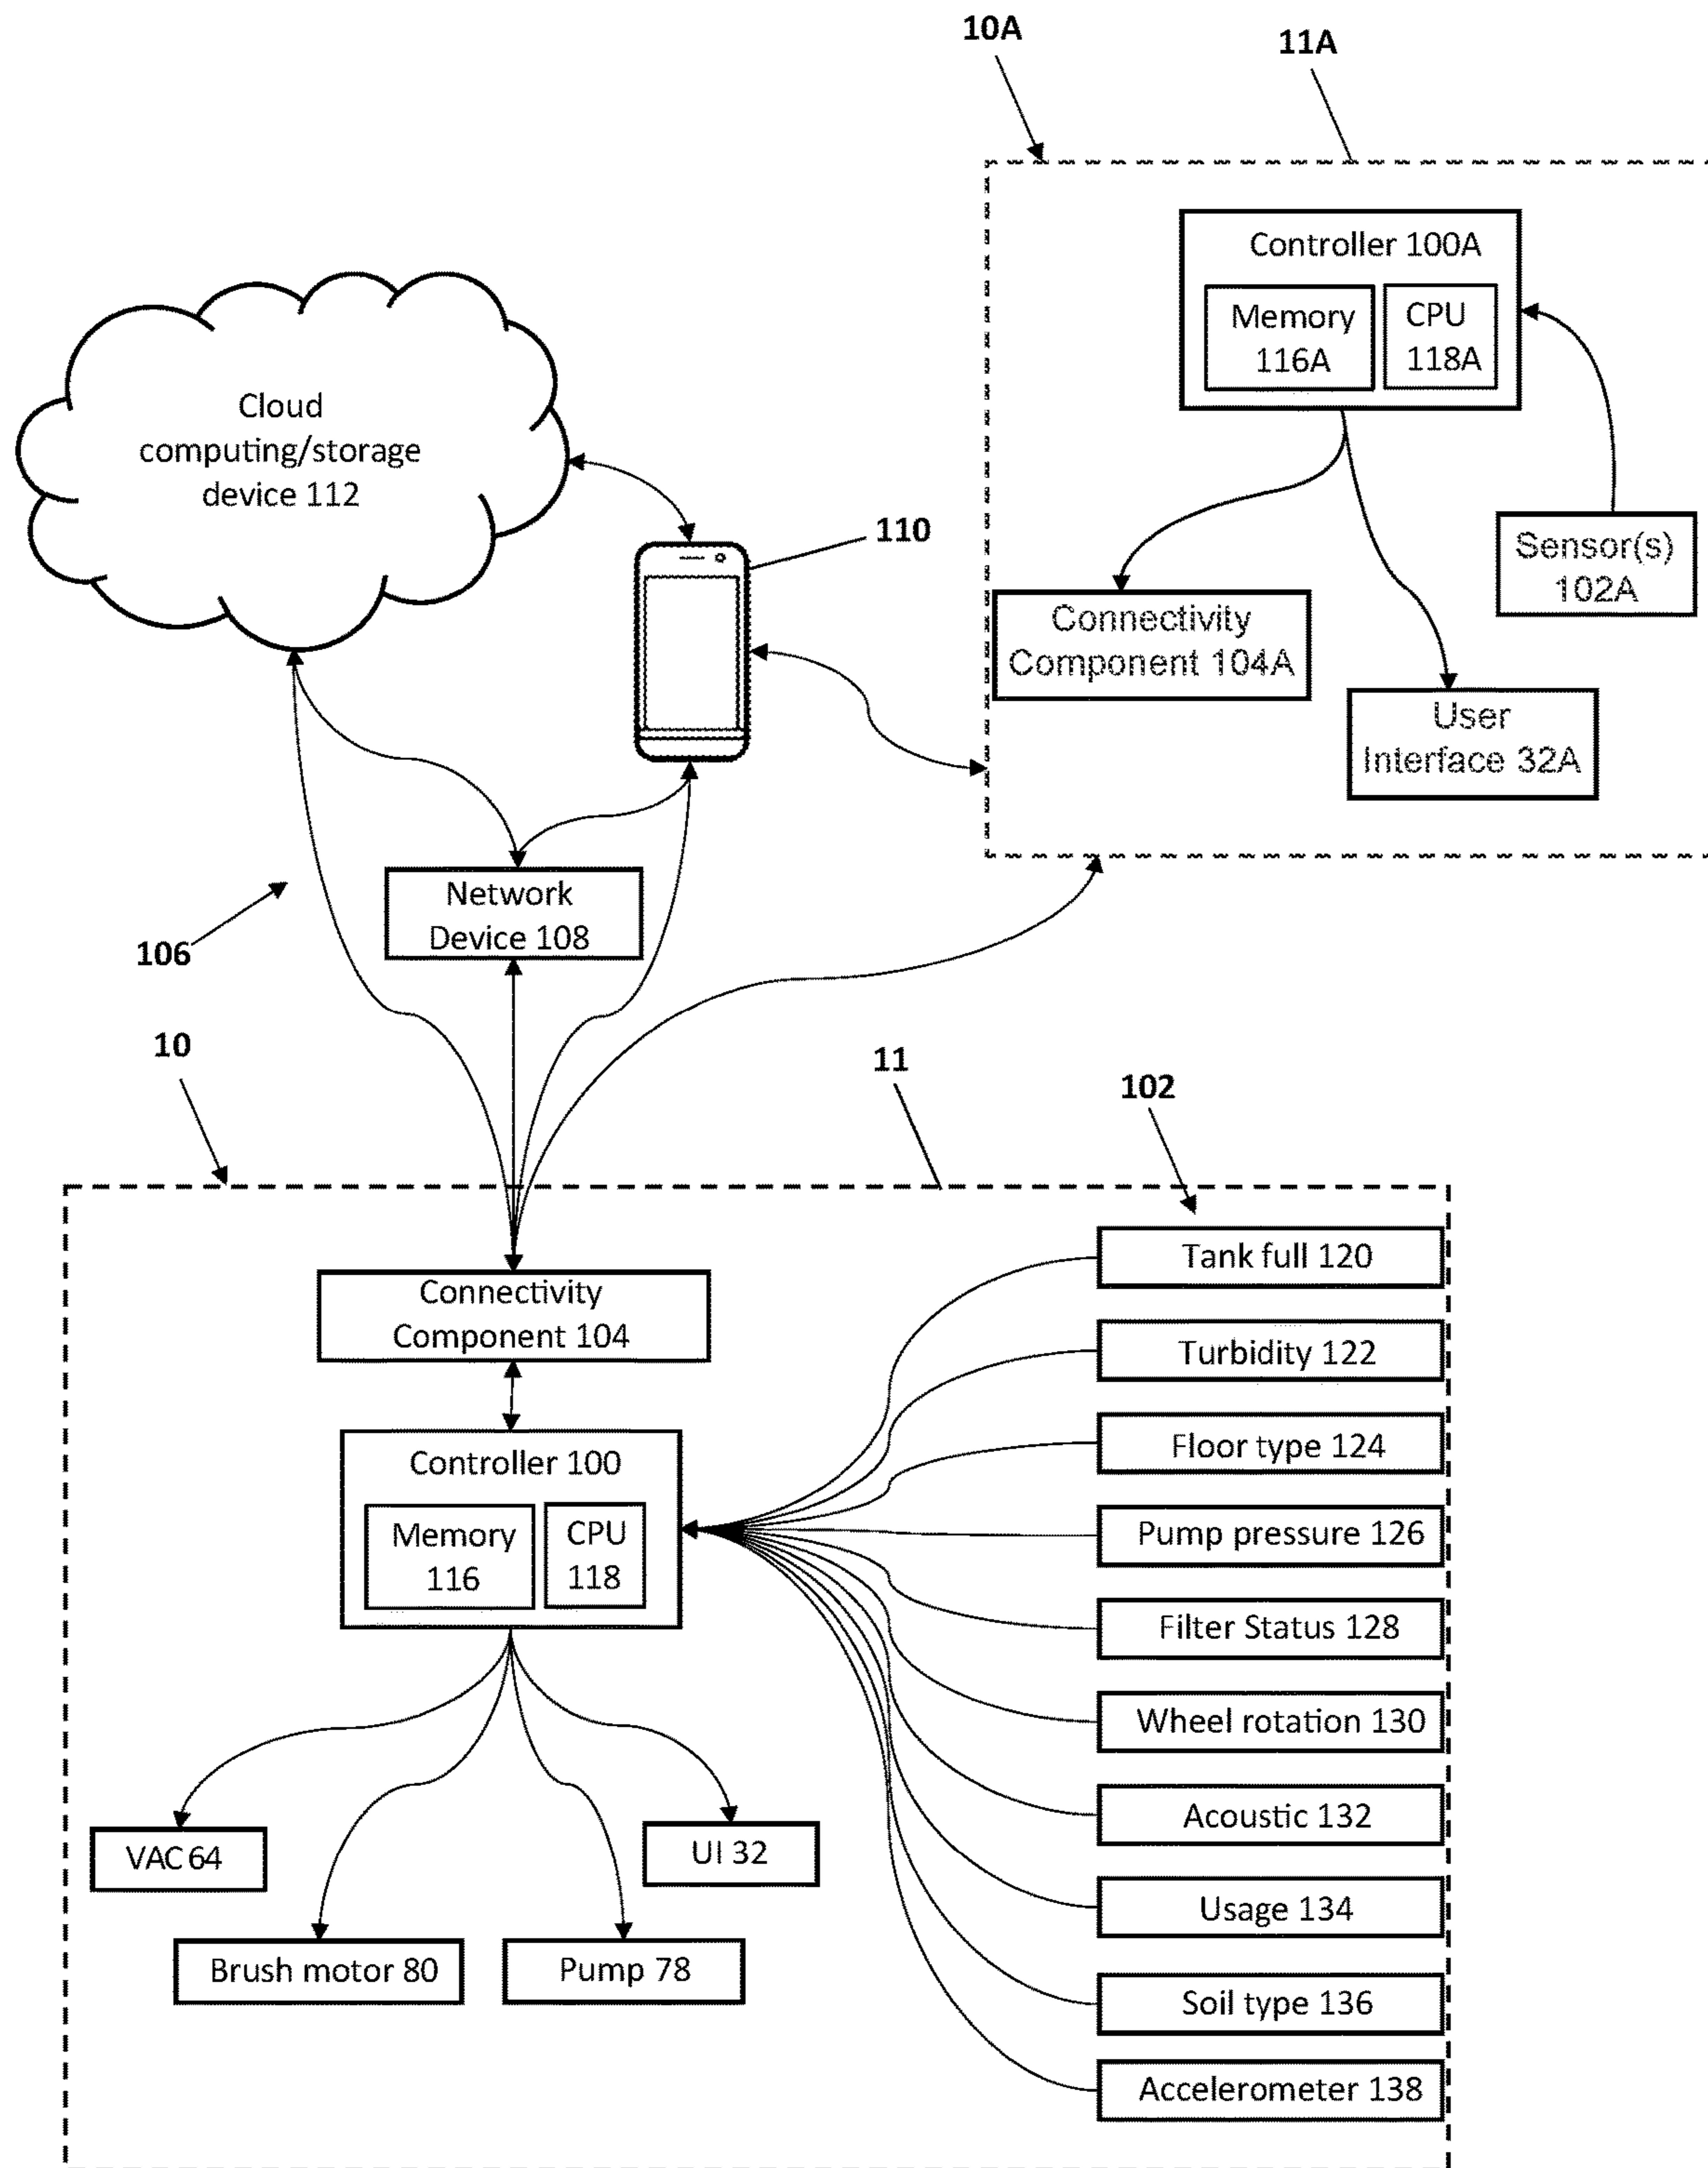 10A
11A
Controller 100A
Memory
116A
CPU
118A
Cloud
computing/storage
device 112
110
Sensor(s)
102A
Connectivity
Component 104A
User
Interface 32A
Network
Device 108
106
10
11
102
Connectivity
Component 104
Controller 100
Memory
116
CPU
118
VAC 64
UI 32
Brush motor 80
Pump 78
Tank full 120
Turbidity 122
Floor type 124
Pump pressure 126
Filter Status 128
Wheel rotation 130
Acoustic 132
Usage 134
Soil type 136
Accelerometer 138